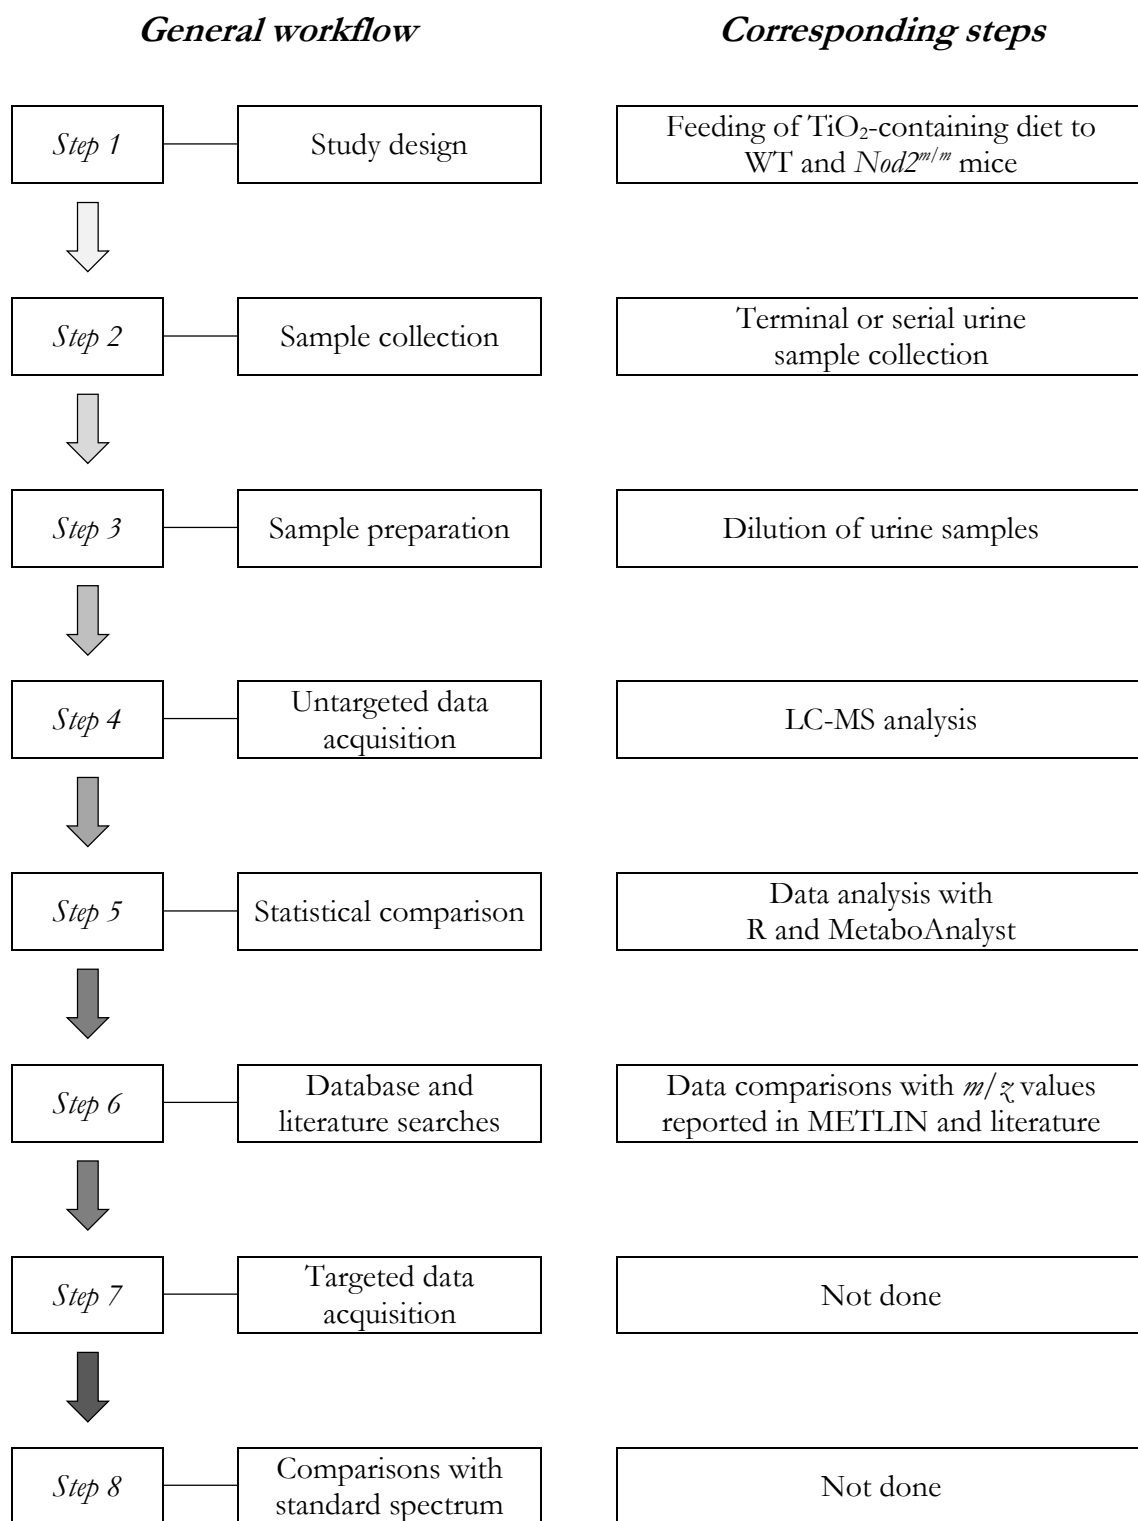 General workflow
Corresponding steps
Step 1
Study design
Feeding of TiO₂-containing diet to
WT and Nod2ᵐ/ᵐ mice
Step 2
Sample collection
Terminal or serial urine
sample collection
Step 3
Sample preparation
Dilution of urine samples
Step 4
Untargeted data
acquisition
LC-MS analysis
Step 5
Statistical comparison
Data analysis with
R and MetaboAnalyst
Step 6
Database and
literature searches
Data comparisons with m/z values
reported in METLIN and literature
Step 7
Targeted data
acquisition
Not done
Step 8
Comparisons with
standard spectrum
Not done